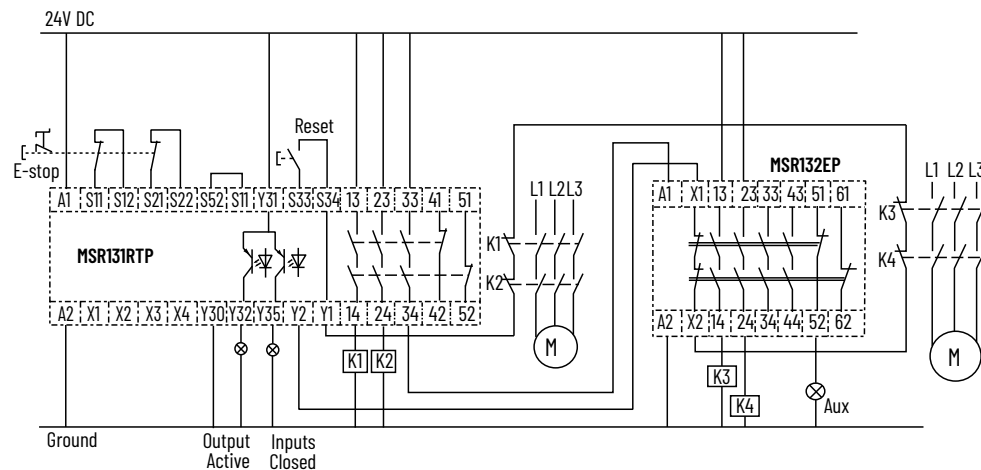 24V DC
Reset
E-stop
MSR132EP
L1 L2 L3
L1 L2 L3
A1 S11 S12 S21 S22 S52 S11 Y31 S33 S34 13 23 33 41 51
A1 X1 13 23 33 43 51 61
K3
K1
MSR131RTP
K4
K2
A2 X1 X2 X3 X4 Y30 Y32 Y35 Y2 Y1 14 24 34 42 52
A2 X2 14 24 34 44 52 62
M
M
K1 K2
K3
K4
Aux
Ground
Output
Active
Inputs
Closed